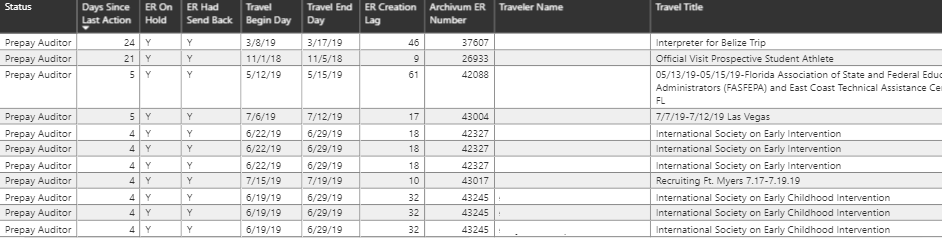 Status Days Since Last Action ER On Hold ER Had Send Back Travel Begin Day Travel End Day ER Creation Lag Archivum ER Number Traveler Name Travel Title
Prepay Auditor 24 Y Y 3/8/19 3/17/19 46 37607 Interpreter for Belize Trip
Prepay Auditor 21 Y Y 11/1/18 11/5/18 9 26933 Official Visit Prospective Student Athlete
Prepay Auditor 5 Y Y 5/12/19 5/15/19 61 42088 05/13/19-05/15/19-Florida Association of State and Federal Educ
Administrators (FASFEPA) and East Coast Technical Assistance Ce
FL
Prepay Auditor 5 Y Y 7/6/19 7/12/19 17 43004 7/7/19-7/12/19 Las Vegas
Prepay Auditor 4 Y Y 6/22/19 6/29/19 18 42327 International Society on Early Intervention
Prepay Auditor 4 Y Y 6/22/19 6/29/19 18 42327 International Society on Early Intervention
Prepay Auditor 4 Y Y 6/22/19 6/29/19 18 42327 International Society on Early Intervention
Prepay Auditor 4 Y Y 7/15/19 7/19/19 10 43017 Recruiting Ft. Myers 7.17-7.19.19
Prepay Auditor 4 Y Y 6/19/19 6/29/19 32 43245 International Society on Early Childhood Intervention
Prepay Auditor 4 Y Y 6/19/19 6/29/19 32 43245 International Society on Early Childhood Intervention
Prepay Auditor 4 Y Y 6/19/19 6/29/19 32 43245 International Society on Early Childhood Intervention